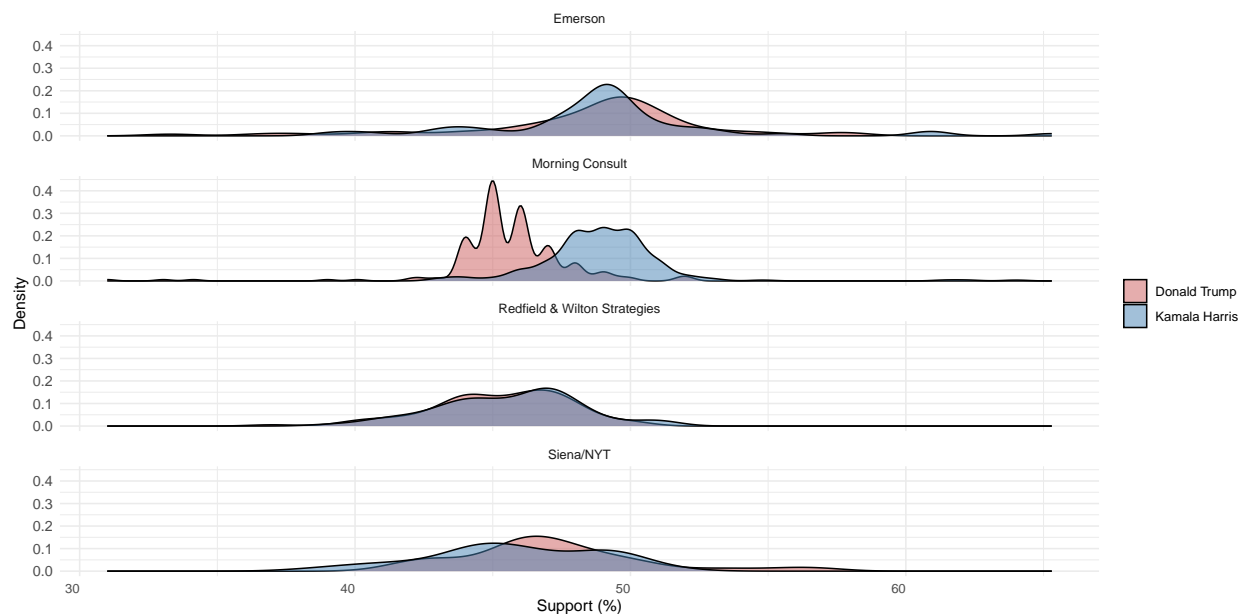 Emerson
0.4
0.3
0.2
0.1
0.0
Morning Consult
0.4
0.3
0.2
0.1
0.0
Redfield & Wilton Strategies
0.4
0.3
0.2
0.1
0.0
Siena/NYT
0.4
0.3
0.2
0.1
0.0
30 40 50 60
Support (%)
Density
Donald Trump
Kamala Harris